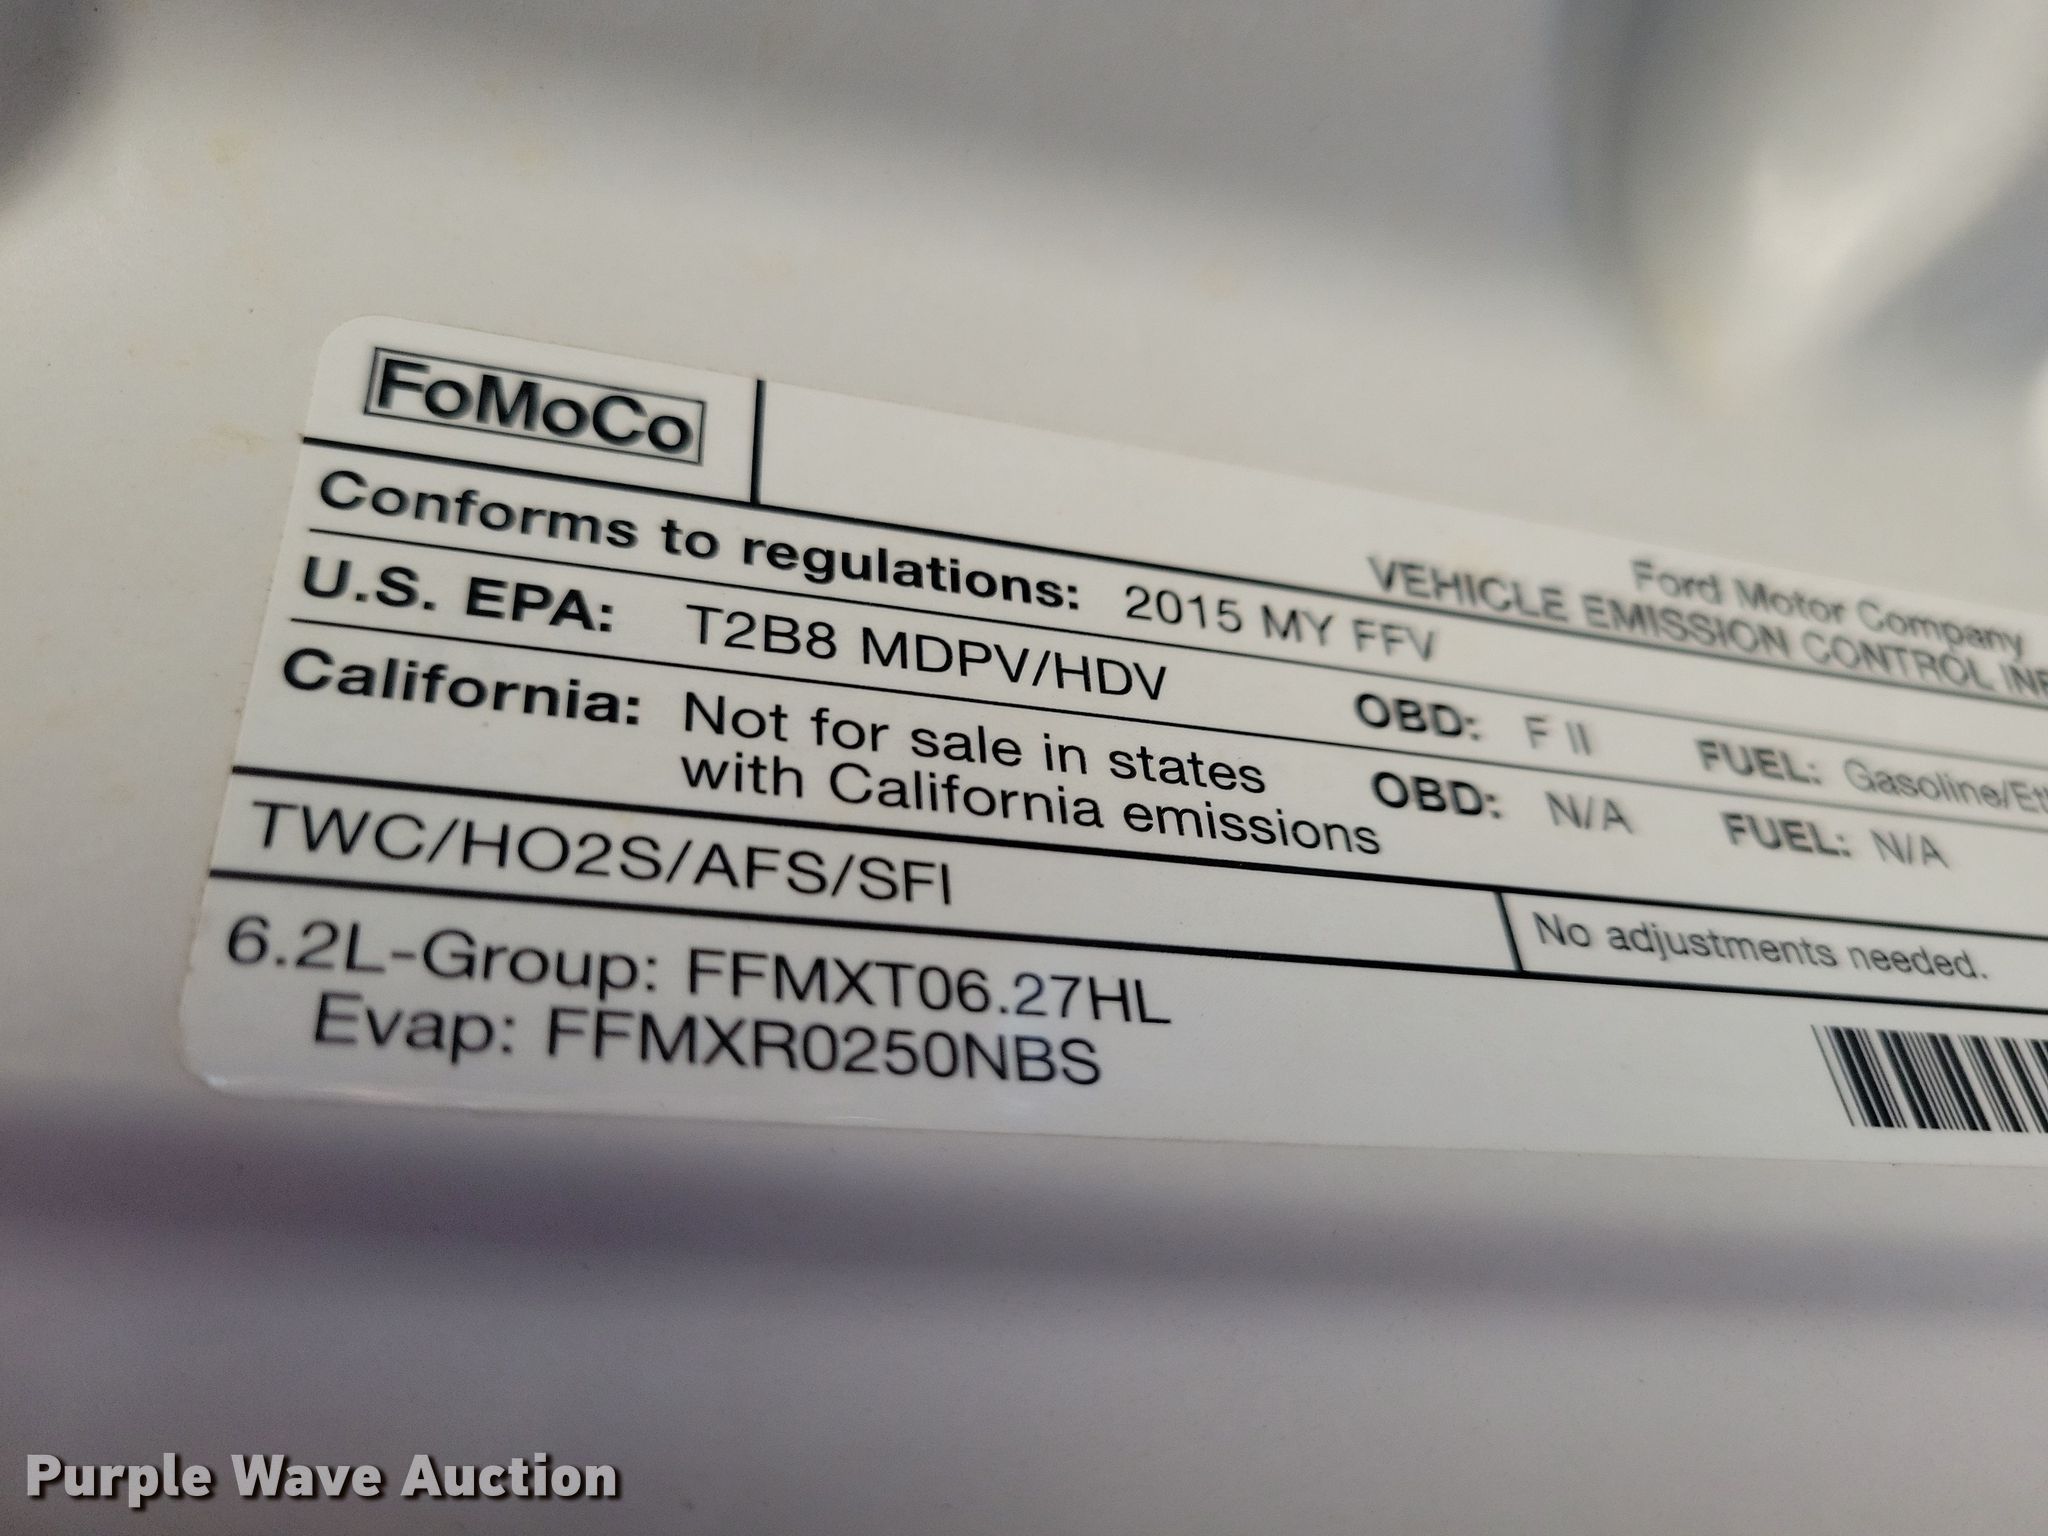 FoMoCo
Ford Motor Company
VEHICLE EMISSION CONTROL
Conforms to regulations: 2015 MY FFV
U.S. EPA: T2B8 MDPV/HDV OBD: F II FUEL: Gasoline/Et
California: Not for sale in states OBD: N/A FUEL: N/A
with California emissions
TWC/HO2S/AFS/SFI No adjustments needed.
6.2L-Group: FFMXT06.27HL
Evap: FFMXR0250NBS
Purple Wave Auction